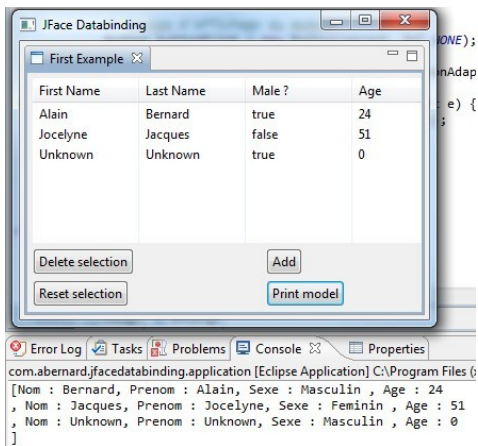 JFace Databinding
ONE);
First Example
onAdap
First Name Last Name Male ? Age
e) {
Alain Bernard true 24
;
Jocelyne Jacques false 51
Unknown Unknown true 0
Delete selection Add
Reset selection Print model
Error Log Tasks Problems Console Properties
com.abernard.jfacedatabinding.application [Eclipse Application] C:\Program Files (
[Nom : Bernard, Prenom : Alain, Sexe : Masculin , Age : 24
, Nom : Jacques, Prenom : Jocelyne, Sexe : Feminin , Age : 51
, Nom : Unknown, Prenom : Unknown, Sexe : Masculin , Age : 0
]